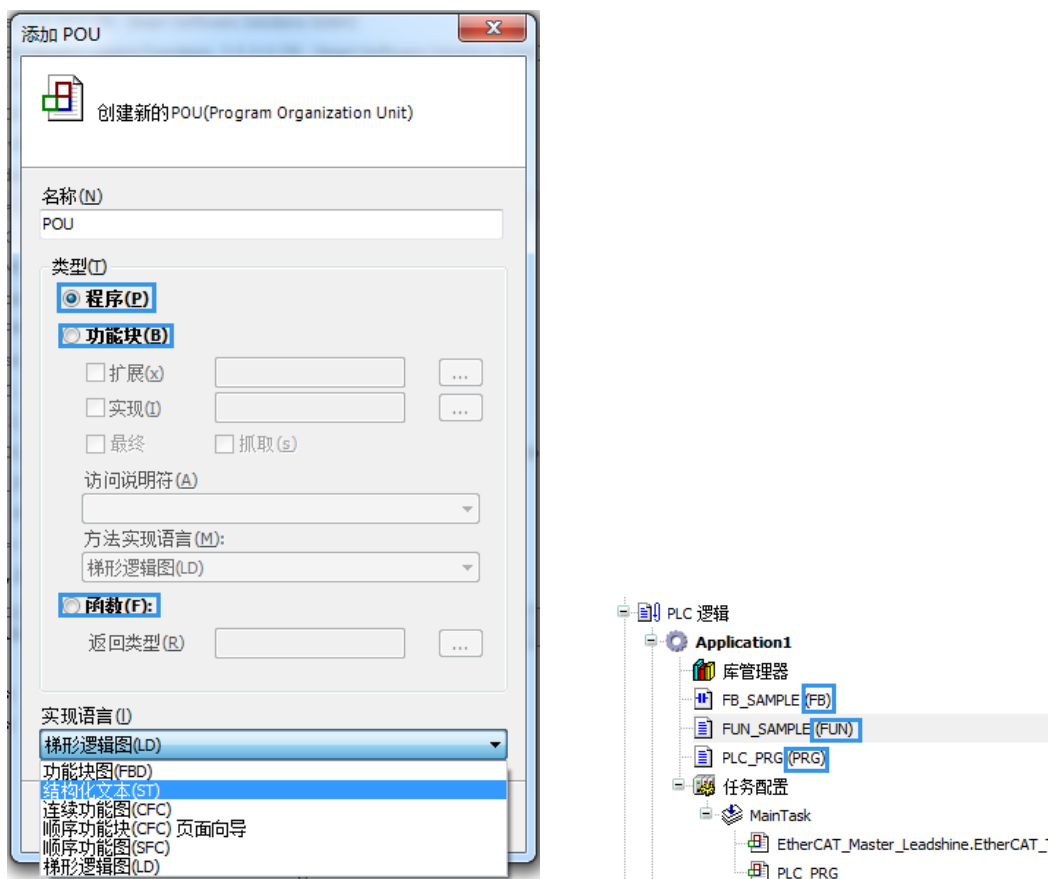 添加 POU
创建新的POU(Program Organization Unit)
名称(N)
POU
类型(T)
程序(P)
功能块(B)
扩展(x)
...
实现(I)
...
最终
抓取(s)
访问说明符(A)
方法实现语言(M):
梯形逻辑图(LD)
函数(F):
返回类型(R)
...
实现语言(I)
梯形逻辑图(LD)
功能块图(FBD)
结构化文本(ST)
连续功能图(CFC)
顺序功能块(CFC) 页面向导
顺序功能图(SFC)
梯形逻辑图(LD)
PLC 逻辑
Application1
库管理器
FB_SAMPLE (FB)
FUN_SAMPLE (FUN)
PLC_PRG (PRG)
任务配置
MainTask
EtherCAT_Master_Leadshine.EtherCAT_
PLC_PRG